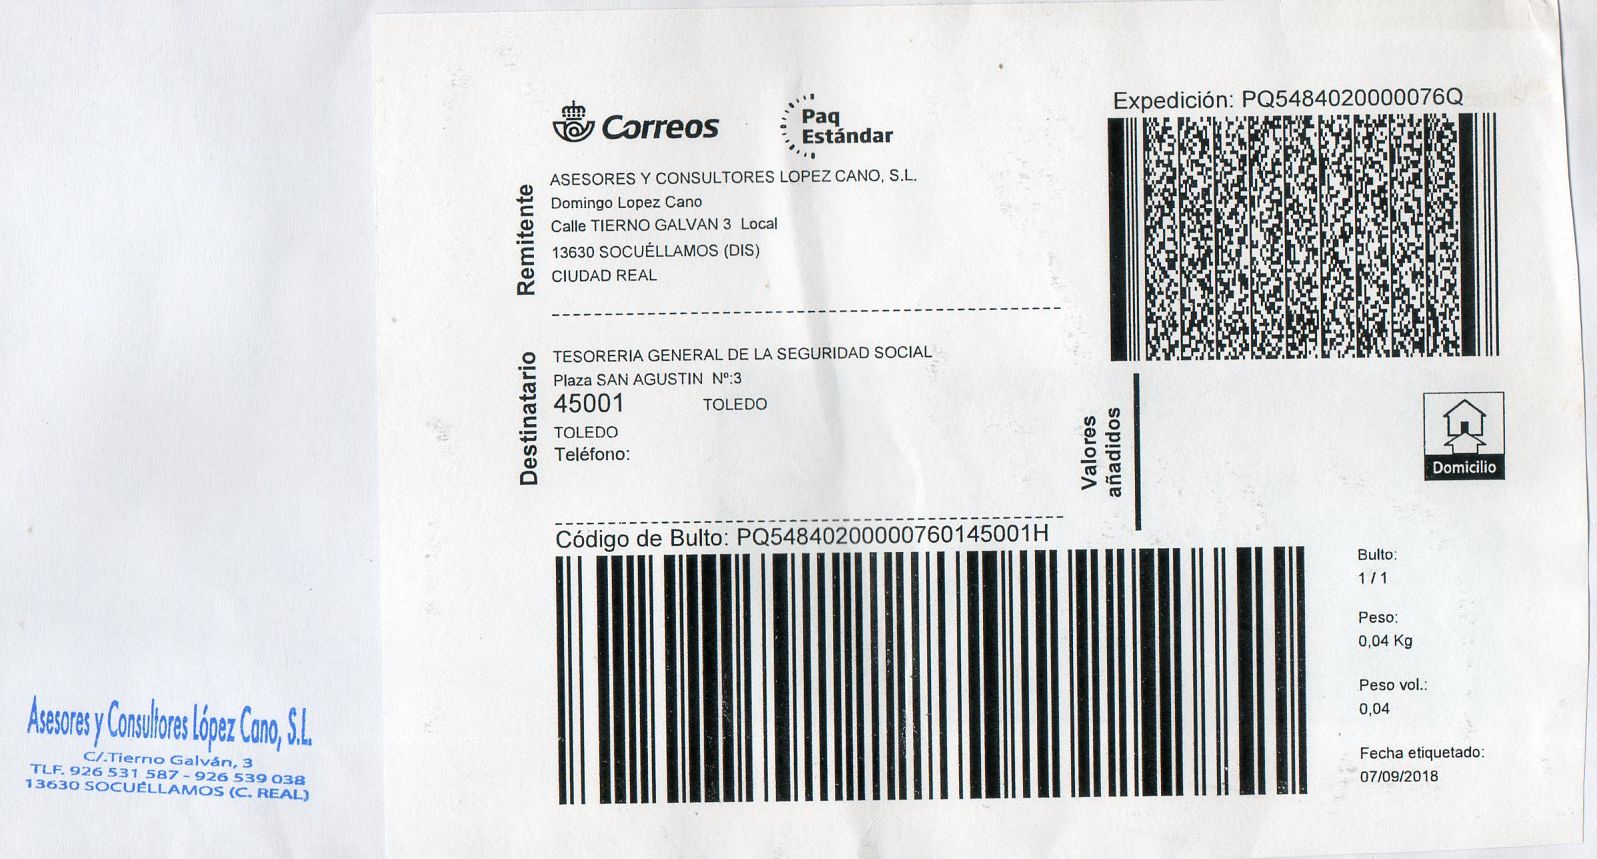 Correos
Paq
Estándar
Expedición: PQ5484020000076Q
Remitente
ASESORES Y CONSULTORES LOPEZ CANO, S.L.
Domingo Lopez Cano
Calle TIERNO GALVAN 3 Local
13630 SOCUÉLLAMOS (DIS)
CIUDAD REAL
Destinatario
TESORERIA GENERAL DE LA SEGURIDAD SOCIAL
Plaza SAN AGUSTIN Nº:3
45001 TOLEDO
TOLEDO
Teléfono:
Valores
añadidos
Domicilio
Código de Bulto: PQ5484020000760145001H
Bulto:
1 / 1
Peso:
0,04 Kg
Peso vol.:
0,04
Fecha etiquetado:
07/09/2018
Asesores y Consultores López Cano, S.L.
C/.Tierno Galván, 3
TLF. 926 531 587 - 926 539 038
13630 SOCUÉLLAMOS (C. REAL)